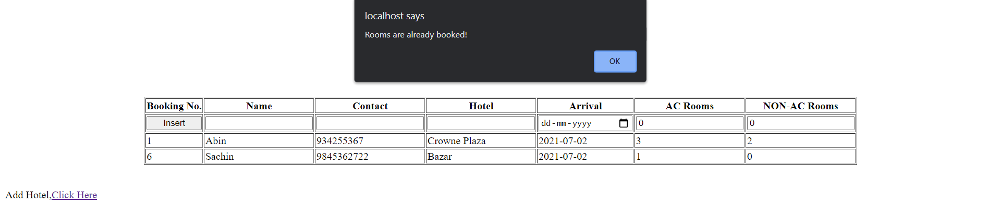 localhost says
Rooms are already booked!
OK
Booking No. Name Contact Hotel Arrival AC Rooms NON-AC Rooms
Insert dd-mm-yyyy 0 0
1 Abin 934255367 Crowne Plaza 2021-07-02 3 2
6 Sachin 9845362722 Bazar 2021-07-02 1 0
Add Hotel,Click Here